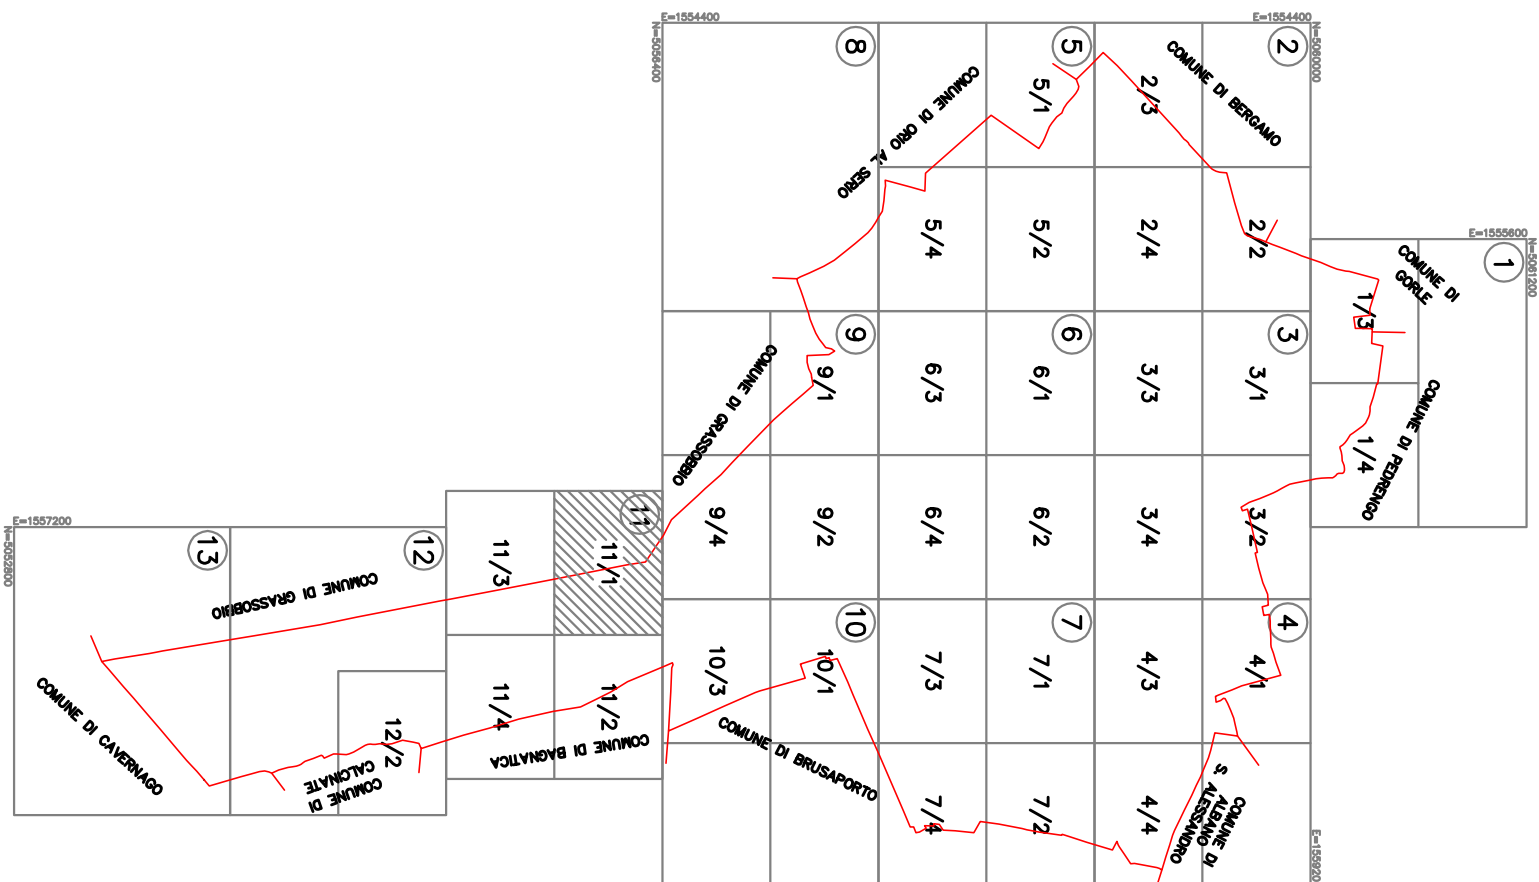 E=1554400
E=1554400
N=5056400
N=5060000
8
5
2
COMUNE DI BERGAMO
5/1
2/3
COMUNE DI ORIO AL SERIO
5/4
5/2
2/4
2/2
E=1555600
N=5061200
1
COMUNE DI
GORLE
1/3
9
6
3
COMUNE DI GRASSOBBIO
9/1
6/3
6/1
3/3
3/1
COMUNE DI PEDRENGO
1/4
9/4
9/2
6/4
6/2
3/4
3/2
E=1557200
N=5052800
13
12
11
11/3
11/1
COMUNE DI GRASSOBBIO
10
7
4
10/3
10/1
7/3
7/1
4/3
4/1
COMUNE DI CAVERNAGO
12/2
11/4
11/2
COMUNE DI BAGNATICA
COMUNE DI
CALCINATE
COMUNE DI BRUSAPORTO
7/4
7/2
4/4
COMUNE DI
ALBANO
S. ALESSANDRO
E=155920